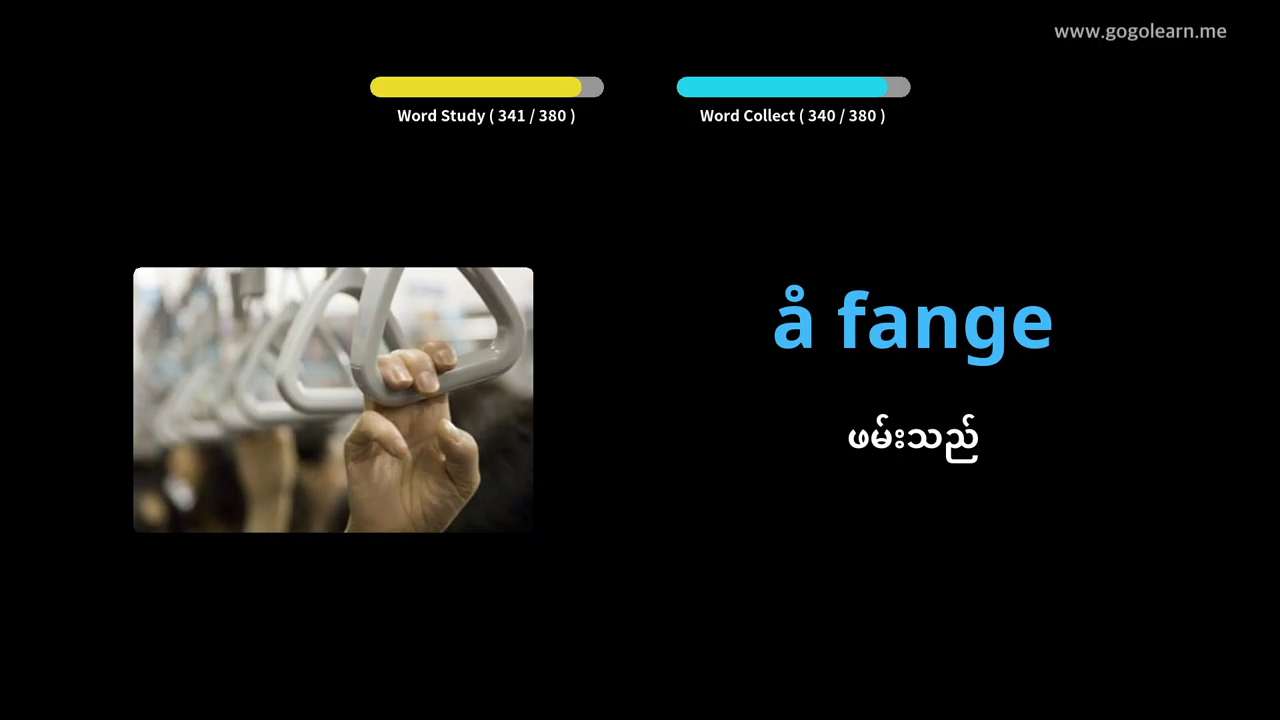 www.gogolearn.me
Word Study ( 341 / 380 )
Word Collect ( 340 / 380 )
å fange
ဖမ်းသည်